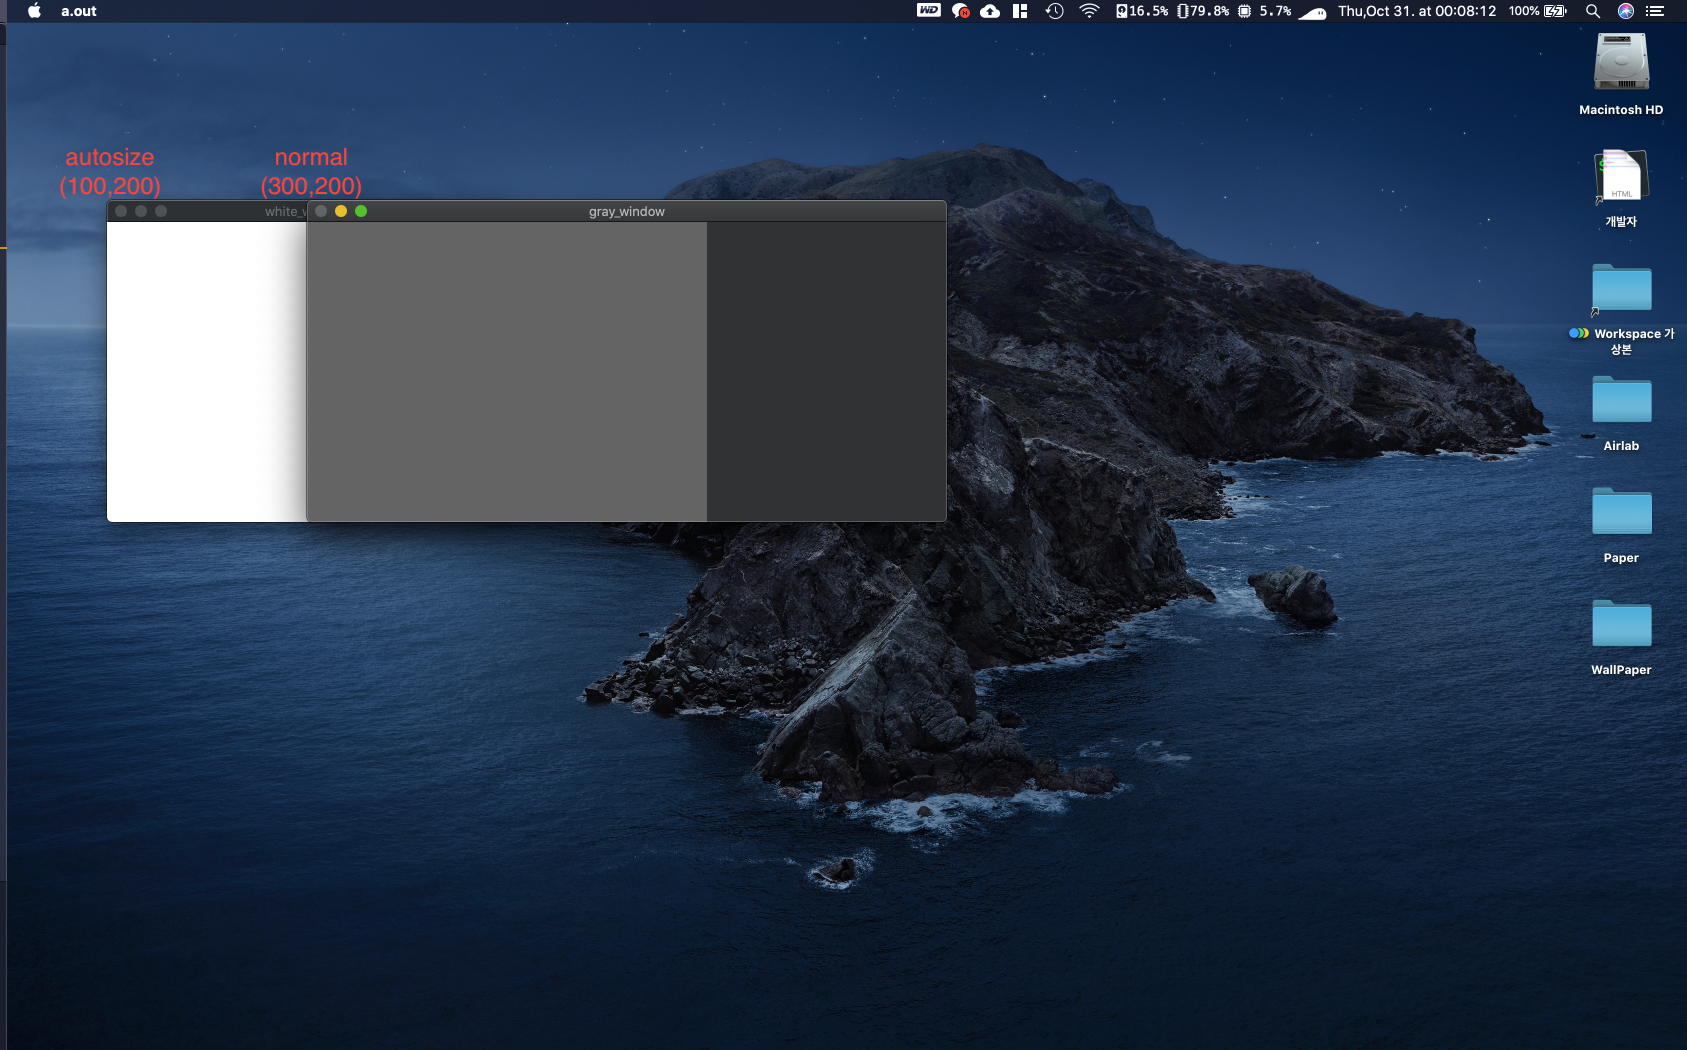 a.out
WD
16.5%
79.8%
5.7%
Thu,Oct 31. at 00:08:12
100%
autosize
(100,200)
normal
(300,200)
gray_window
Macintosh HD
HTML
개발자
Workspace 가
상본
Airlab
Paper
WallPaper